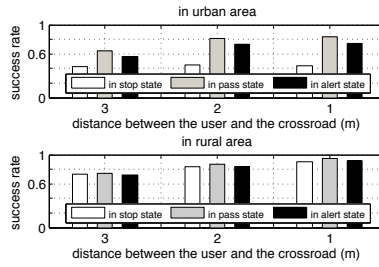 in urban area
1
0.6
0
success rate
in stop state in pass state in alert state
3 2 1
distance between the user and the crossroad (m)
in rural area
1
0.6
0
success rate
in stop state in pass state in alert state
3 2 1
distance between the user and the crossroad (m)